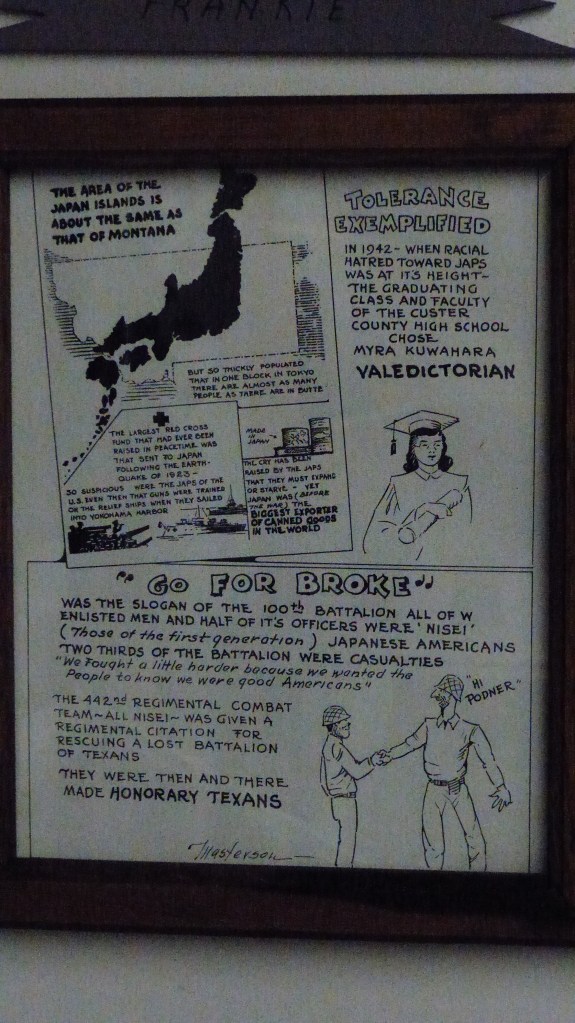 FRANKIE
THE AREA OF THE
JAPAN ISLANDS IS
ABOUT THE SAME AS
THAT OF MONTANA
BUT SO THICKLY POPULATED
THAT IN ONE BLOCK IN TOKYO
THERE ARE ALMOST AS MANY
PEOPLE AS THERE ARE IN BUTTE
THE LARGEST RED CROSS
FUND THAT HAD EVER BEEN
RAISED IN PEACETIME WAS
THAT SENT TO JAPAN
FOLLOWING THE EARTH-
QUAKE OF 1923-
SO SUSPICIOUS WERE THE JAPS OF THE
U.S. EVEN THEN THAT GUNS WERE TRAINED
ON THE RELIEF SHIPS WHEN THEY SAILED
INTO YOKOHAMA HARBOR
MADE IN
JAPAN
THE CRY HAS BEEN
RAISED BY THE JAPS
THAT THEY MUST EXPAND
OR STARVE - YET
JAPAN WAS (BEFORE
THE WAR) THE
BIGGEST EXPORTER
OF CANNED GOODS
IN THE WORLD
TOLERANCE
EXEMPLIFIED
IN 1942- WHEN RACIAL
HATRED TOWARD JAPS
WAS AT IT'S HEIGHT-
THE GRADUATING
CLASS AND FACULTY
OF THE CUSTER
COUNTY HIGH SCHOOL
CHOSE
MYRA KUWAHARA
VALEDICTORIAN
"GO FOR BROKE"
WAS THE SLOGAN OF THE 100th BATTALION ALL OF W
ENLISTED MEN AND HALF OF IT'S OFFICERS WERE 'NISEI'
(Those of the first generation) JAPANESE AMERICANS
TWO THIRDS OF THE BATTALION WERE CASUALTIES
"We Fought a little harder because we wanted the
People to know we were good Americans"
THE 442nd REGIMENTAL COMBAT
TEAM~ALL NISEI~WAS GIVEN A
REGIMENTAL CITATION FOR
RESCUING A LOST BATTALION
OF TEXANS
THEY WERE THEN AND THERE
MADE HONORARY TEXANS
"HI
PODNER"
Masterson